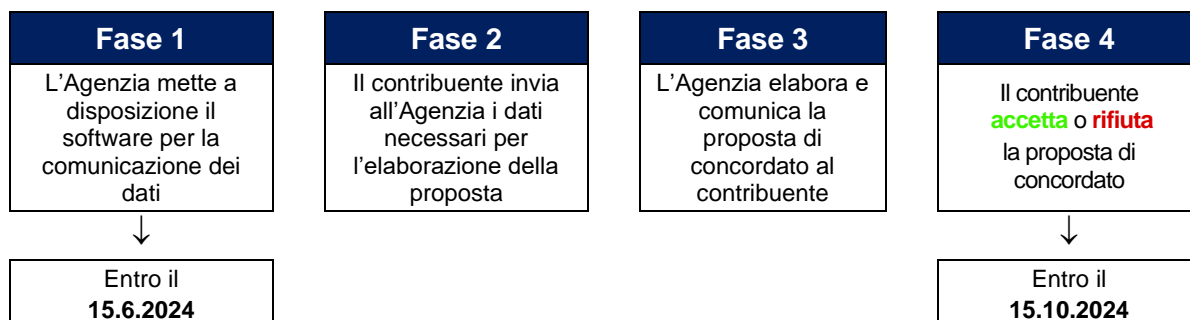 Fase 1
L'Agenzia mette a
disposizione il
software per la
comunicazione dei
dati
↓
Entro il
15.6.2024
Fase 2
Il contribuente invia
all'Agenzia i dati
necessari per
l'elaborazione della
proposta
Fase 3
L'Agenzia elabora e
comunica la
proposta di
concordato al
contribuente
Fase 4
Il contribuente
accetta o rifiuta
la proposta di
concordato
↓
Entro il
15.10.2024